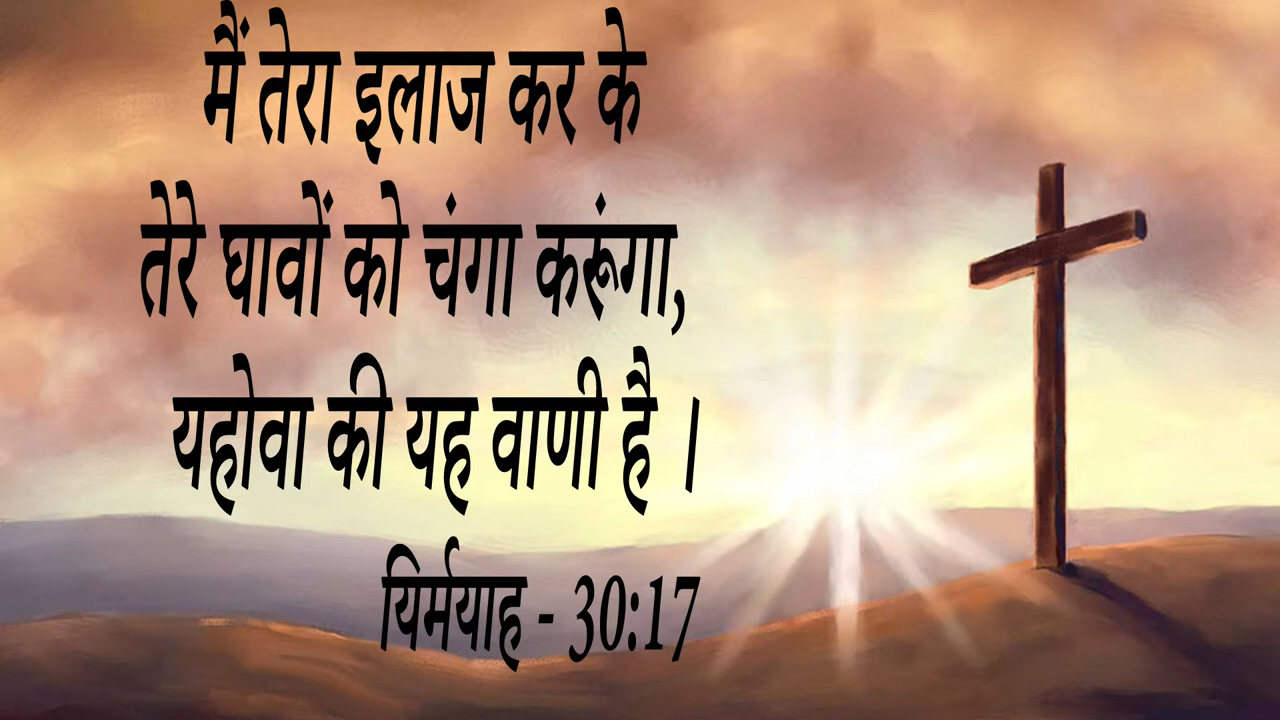 मैं तेरा इलाज कर के
तेरे घावों को चंगा करूंगा,
यहोवा की यह वाणी है ।
यिर्मयाह - 30:17